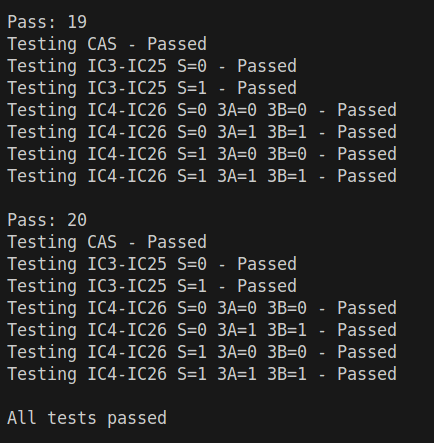 Pass: 19
Testing CAS - Passed
Testing IC3-IC25 S=0 - Passed
Testing IC3-IC25 S=1 - Passed
Testing IC4-IC26 S=0 3A=0 3B=0 - Passed
Testing IC4-IC26 S=0 3A=1 3B=1 - Passed
Testing IC4-IC26 S=1 3A=0 3B=0 - Passed
Testing IC4-IC26 S=1 3A=1 3B=1 - Passed

Pass: 20
Testing CAS - Passed
Testing IC3-IC25 S=0 - Passed
Testing IC3-IC25 S=1 - Passed
Testing IC4-IC26 S=0 3A=0 3B=0 - Passed
Testing IC4-IC26 S=0 3A=1 3B=1 - Passed
Testing IC4-IC26 S=1 3A=0 3B=0 - Passed
Testing IC4-IC26 S=1 3A=1 3B=1 - Passed

All tests passed